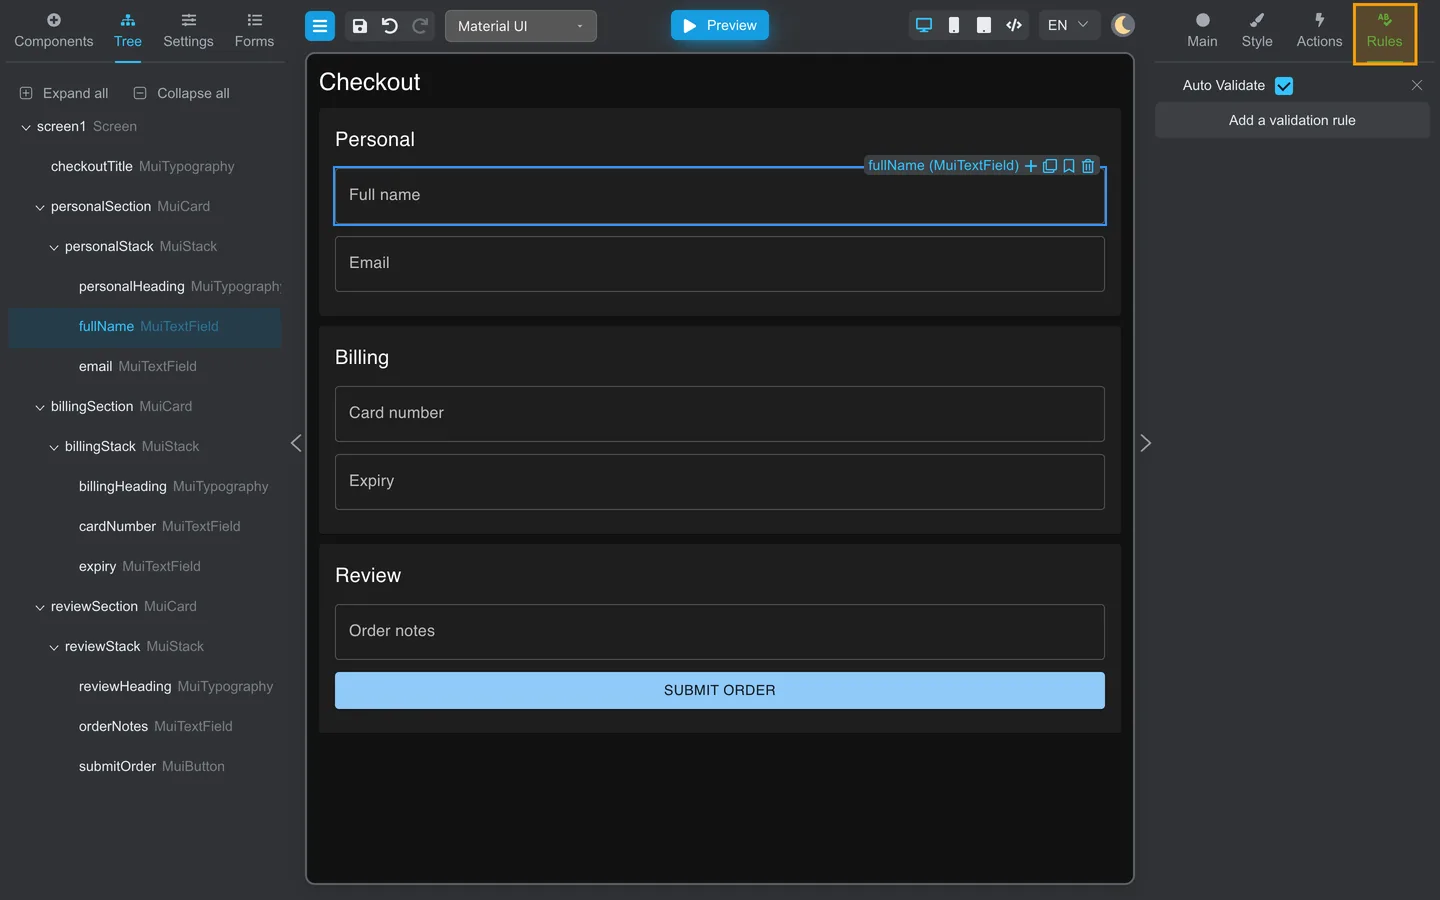 Components
Tree
Settings
Forms
Material UI
Preview
EN
Main
Style
Actions
AB
Rules
Expand all
Collapse all
screen1 Screen
checkoutTitle MuiTypography
personalSection MuiCard
personalStack MuiStack
personalHeading MuiTypography
fullName MuiTextField
email MuiTextField
billingSection MuiCard
billingStack MuiStack
billingHeading MuiTypography
cardNumber MuiTextField
expiry MuiTextField
reviewSection MuiCard
reviewStack MuiStack
reviewHeading MuiTypography
orderNotes MuiTextField
submitOrder MuiButton
Checkout
Personal
fullName (MuiTextField)
Full name
Email
Billing
Card number
Expiry
Review
Order notes
SUBMIT ORDER
Auto Validate
Add a validation rule